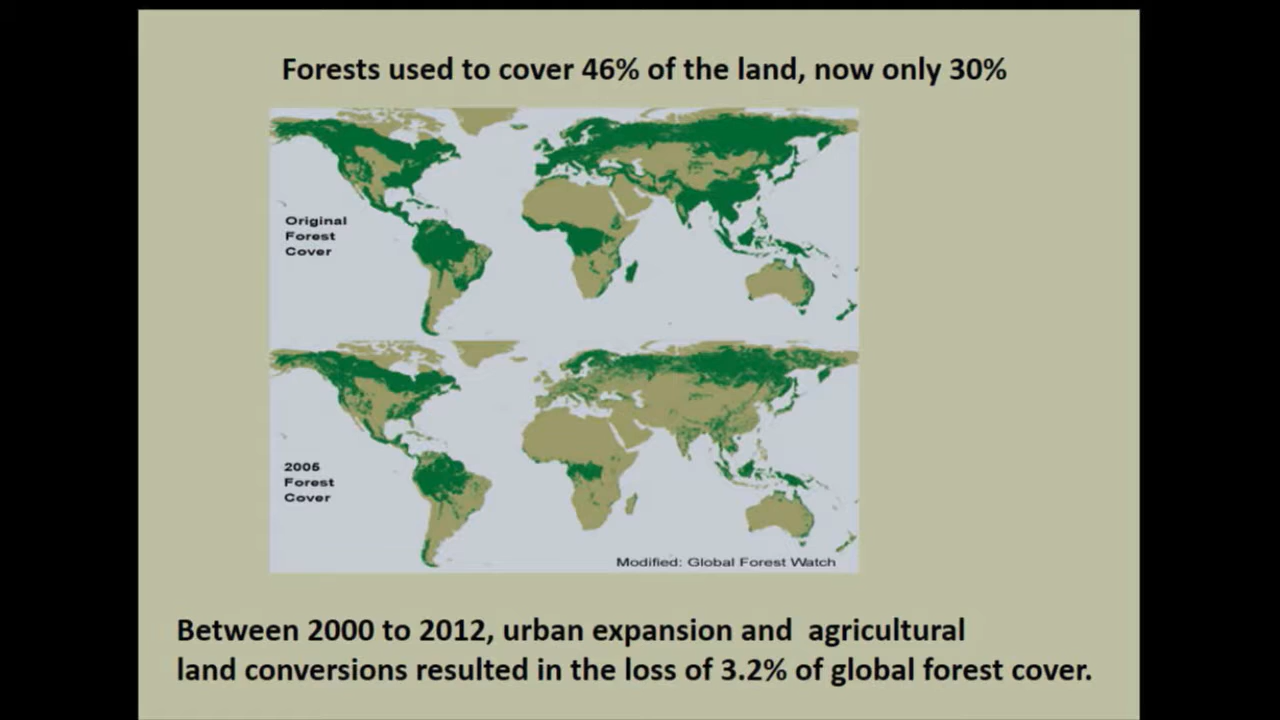 Forests used to cover 46% of the land, now only 30%
Original
Forest
Cover
2005
Forest
Cover
Modified: Global Forest Watch
Between 2000 to 2012, urban expansion and agricultural
land conversions resulted in the loss of 3.2% of global forest cover.